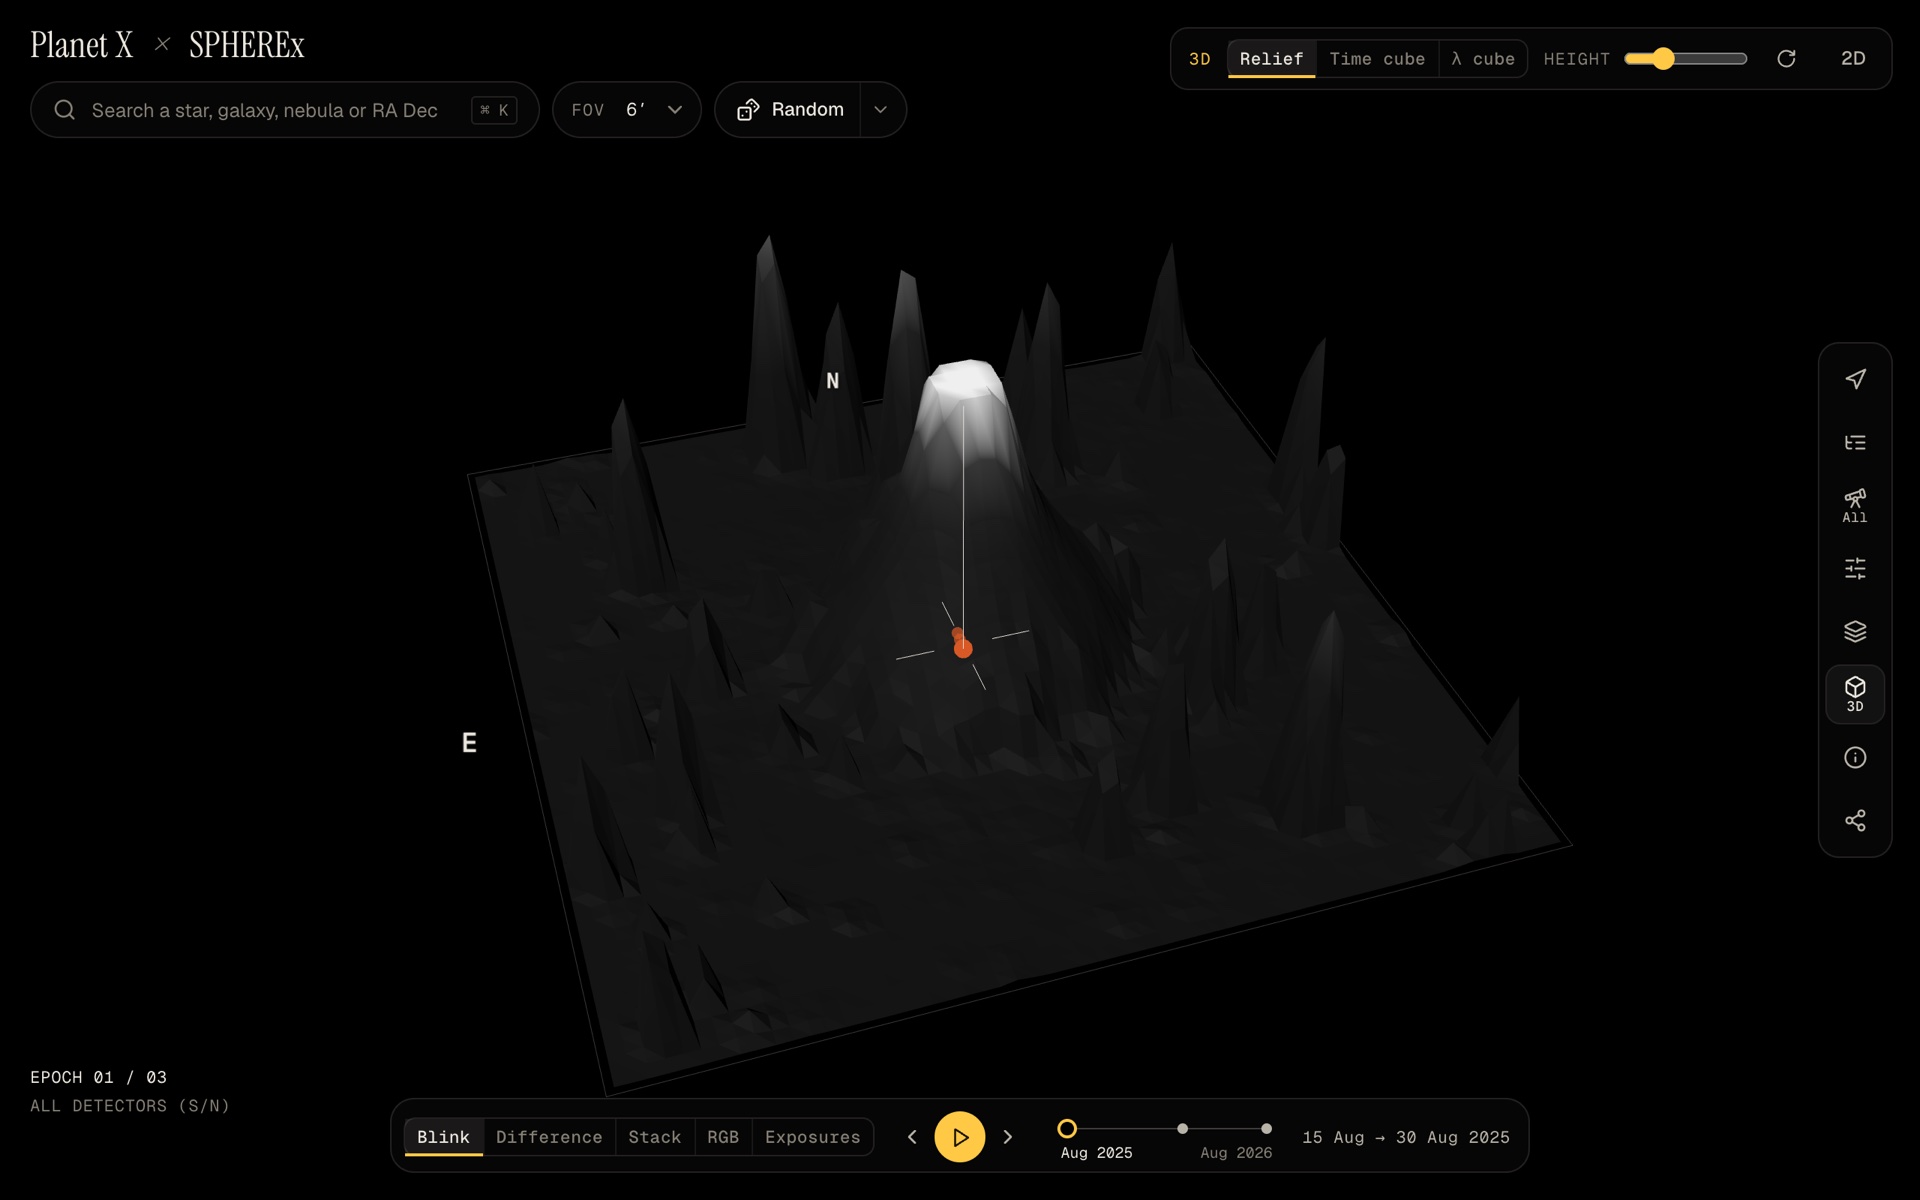 Planet X × SPHEREx
3D Relief Time cube λ cube HEIGHT 2D
Search a star, galaxy, nebula or RA Dec ⌘ K FOV 6′ Random
N
E
All
3D
EPOCH 01 / 03
ALL DETECTORS (S/N)
Blink Difference Stack RGB Exposures
Aug 2025 Aug 2026
15 Aug → 30 Aug 2025